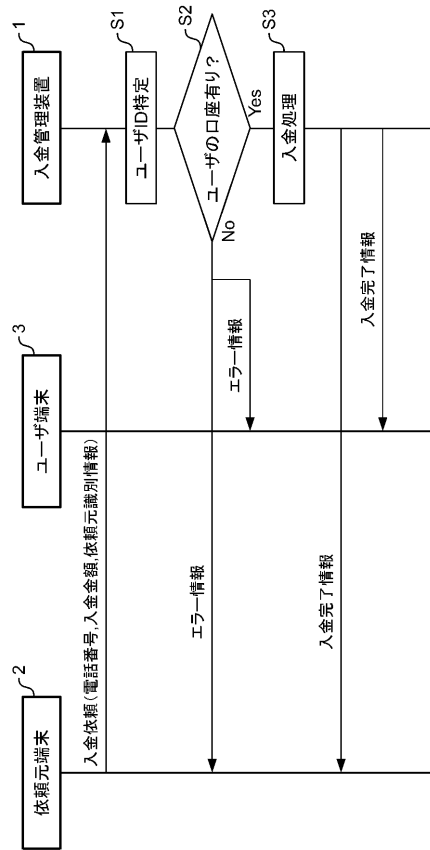 2
依頼元端末
3
ユーザ端末
1
入金管理装置
入金依頼(電話番号,入金金額,依頼元識別情報)
S1
ユーザID特定
S2
ユーザの口座有り？
No
Yes
エラー情報
エラー情報
S3
入金処理
入金完了情報
入金完了情報